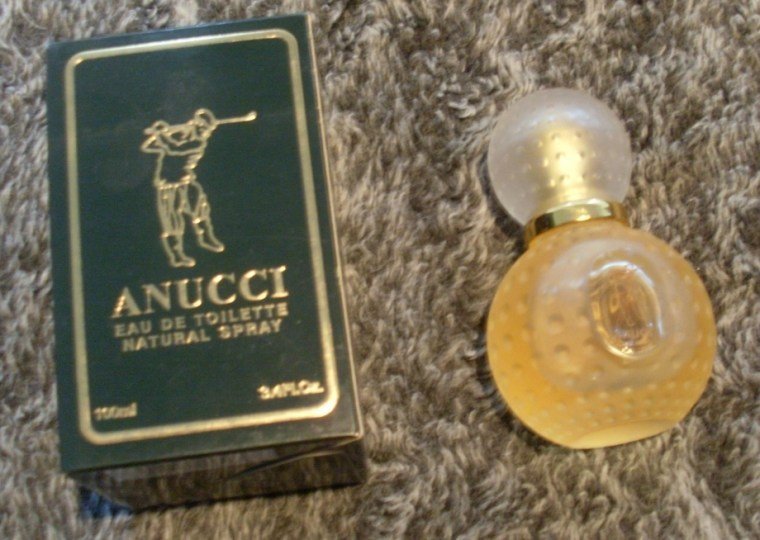 ANUCCI
EAU DE TOILETTE
NATURAL SPRAY
100ml 3.4Fl.Oz.